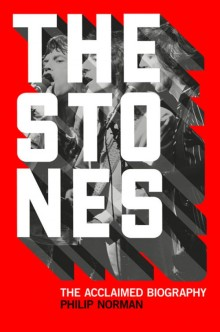 THE
STO
NES
THE ACCLAIMED BIOGRAPHY
PHILIP NORMAN